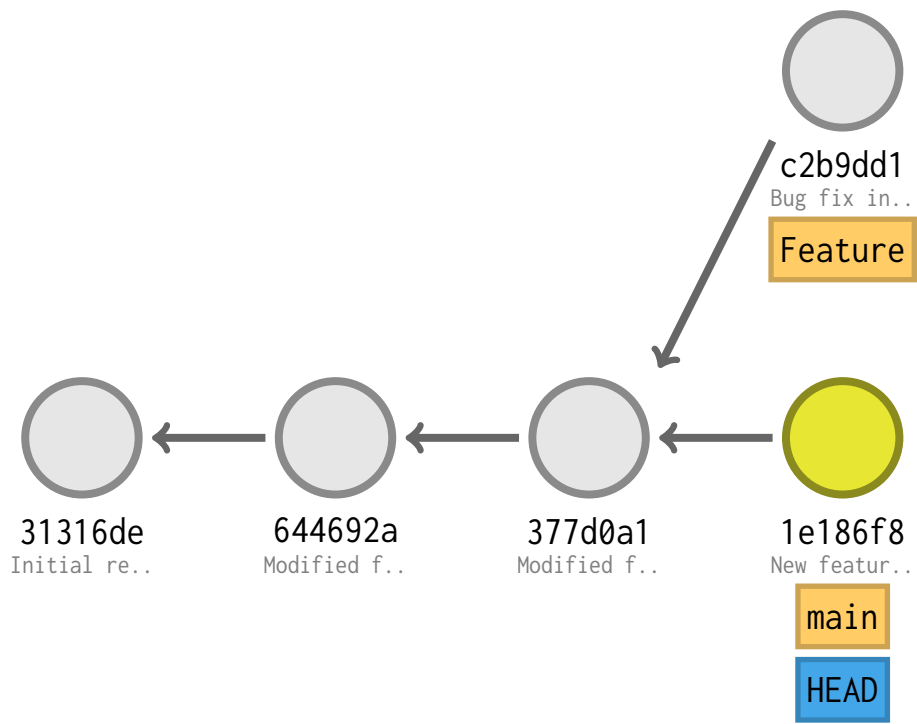 c2b9dd1
Bug fix in..
Feature
31316de
Initial re..
644692a
Modified f..
377d0a1
Modified f..
1e186f8
New featur..
main
HEAD